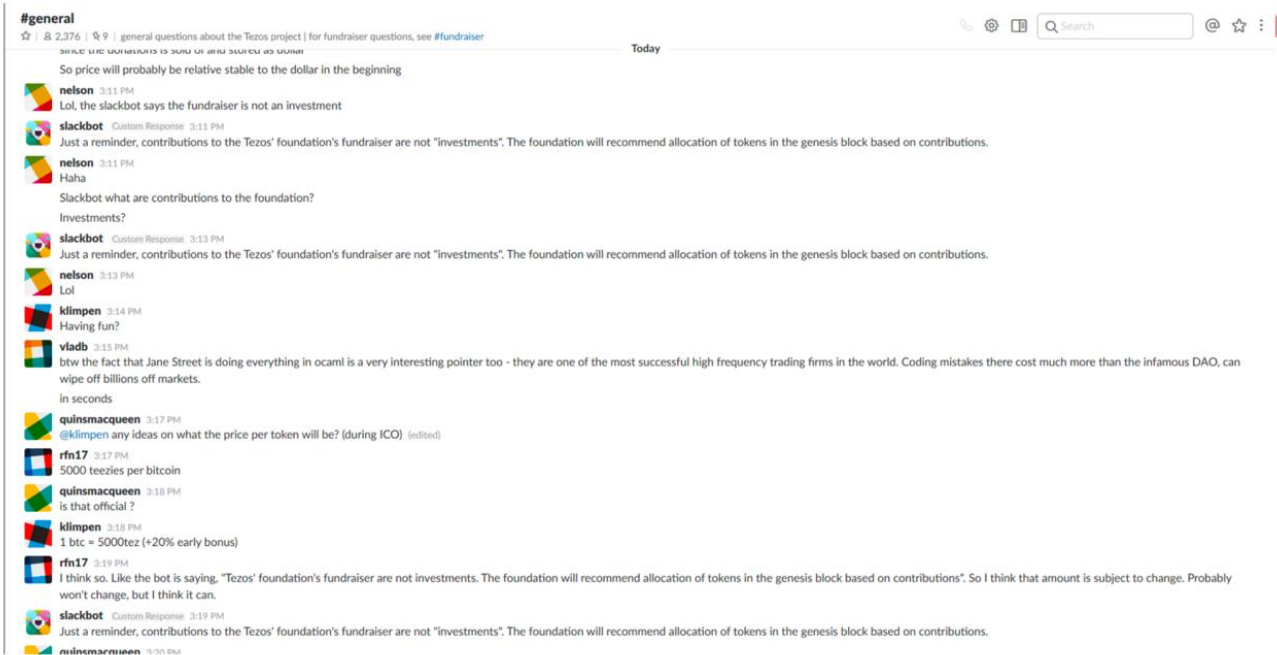 #general
2,376 | 9 | general questions about the Tezos project | for fundraiser questions, see #fundraiser
Search
Today
since the donations is sold of and stored as dollar
So price will probably be relative stable to the dollar in the beginning
nelson 3:11 PM
Lol, the slackbot says the fundraiser is not an investment
slackbot Custom Response 3:11 PM
Just a reminder, contributions to the Tezos' foundation's fundraiser are not "investments". The foundation will recommend allocation of tokens in the genesis block based on contributions.
nelson 3:11 PM
Haha
Slackbot what are contributions to the foundation?
Investments?
slackbot Custom Response 3:13 PM
Just a reminder, contributions to the Tezos' foundation's fundraiser are not "investments". The foundation will recommend allocation of tokens in the genesis block based on contributions.
nelson 3:13 PM
Lol
klimpen 3:14 PM
Having fun?
vladb 3:15 PM
btw the fact that Jane Street is doing everything in ocaml is a very interesting pointer too - they are one of the most successful high frequency trading firms in the world. Coding mistakes there cost much more than the infamous DAO, can
wipe off billions off markets.
in seconds
quinsmacqueen 3:17 PM
@klimpen any ideas on what the price per token will be? (during ICO) (edited)
rfn17 3:17 PM
5000 teezies per bitcoin
quinsmacqueen 3:18 PM
is that official ?
klimpen 3:18 PM
1 btc = 5000tez (+20% early bonus)
rfn17 3:19 PM
I think so. Like the bot is saying, "Tezos' foundation's fundraiser are not investments. The foundation will recommend allocation of tokens in the genesis block based on contributions". So I think that amount is subject to change. Probably
won't change, but I think it can.
slackbot Custom Response 3:19 PM
Just a reminder, contributions to the Tezos' foundation's fundraiser are not "investments". The foundation will recommend allocation of tokens in the genesis block based on contributions.
quinsmacqueen 3:20 PM